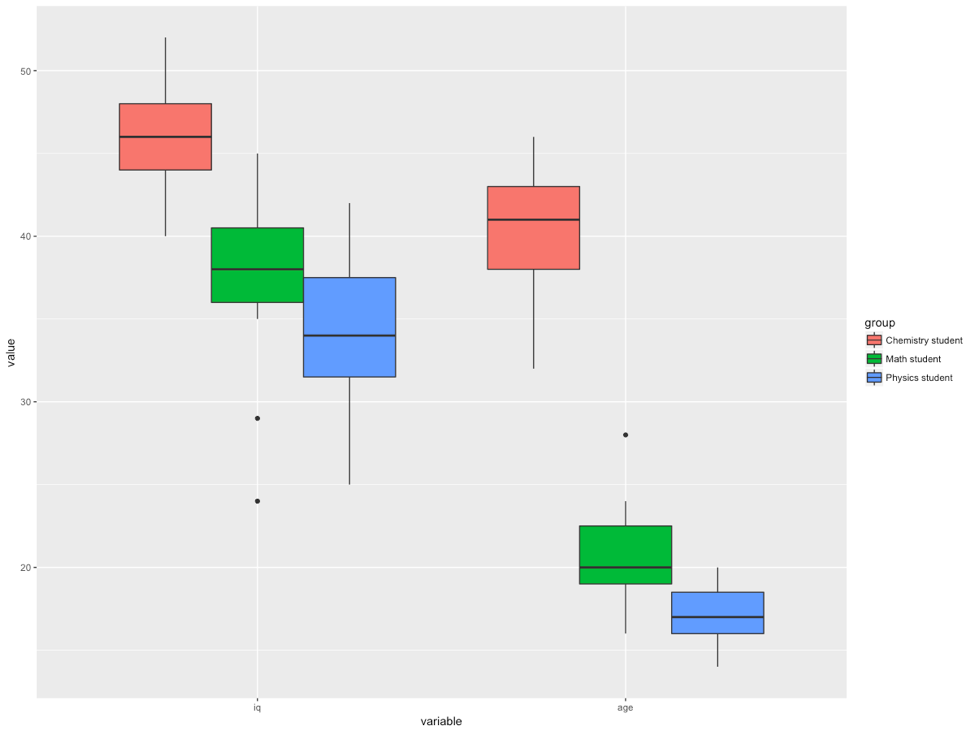 value
50
40
30
20
iq
age
variable
group
Chemistry student
Math student
Physics student